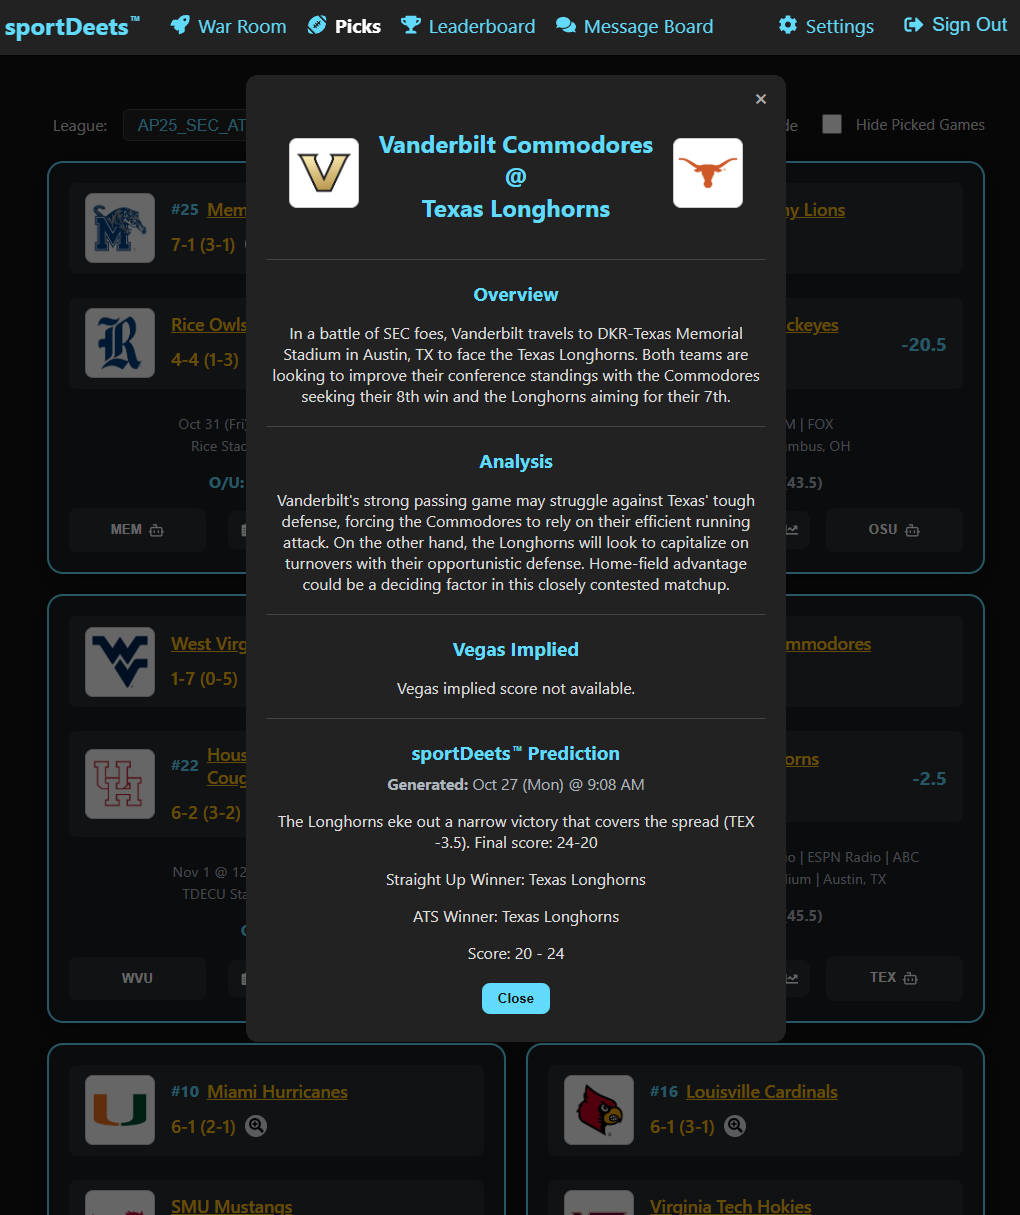 sportDeets™ War Room Picks Leaderboard Message Board Settings Sign Out
League: AP25_SEC_AT
Hide Picked Games
×
Vanderbilt Commodores
@
Texas Longhorns
Overview
In a battle of SEC foes, Vanderbilt travels to DKR-Texas Memorial
Stadium in Austin, TX to face the Texas Longhorns. Both teams are
looking to improve their conference standings with the Commodores
seeking their 8th win and the Longhorns aiming for their 7th.
Analysis
Vanderbilt's strong passing game may struggle against Texas' tough
defense, forcing the Commodores to rely on their efficient running
attack. On the other hand, the Longhorns will look to capitalize on
turnovers with their opportunistic defense. Home-field advantage
could be a deciding factor in this closely contested matchup.
Vegas Implied
Vegas implied score not available.
sportDeets™ Prediction
Generated: Oct 27 (Mon) @ 9:08 AM
The Longhorns eke out a narrow victory that covers the spread (TEX
-3.5). Final score: 24-20
Straight Up Winner: Texas Longhorns
ATS Winner: Texas Longhorns
Score: 20 - 24
Close
#25 Mem
7-1 (3-1)
Rice Owls
4-4 (1-3)
Oct 31 (Fri)
Rice Stad
O/U:
MEM
ny Lions
ckeyes
-20.5
M | FOX
mbus, OH
(43.5)
OSU
West Virg
1-7 (0-5)
#22 Hous
Coug
6-2 (3-2)
Nov 1 @ 12
TDECU Sta
WVU
mmodores
orns
-2.5
io | ESPN Radio | ABC
dium | Austin, TX
(45.5)
TEX
#10 Miami Hurricanes
6-1 (2-1)
SMU Mustangs
#16 Louisville Cardinals
6-1 (3-1)
Virginia Tech Hokies